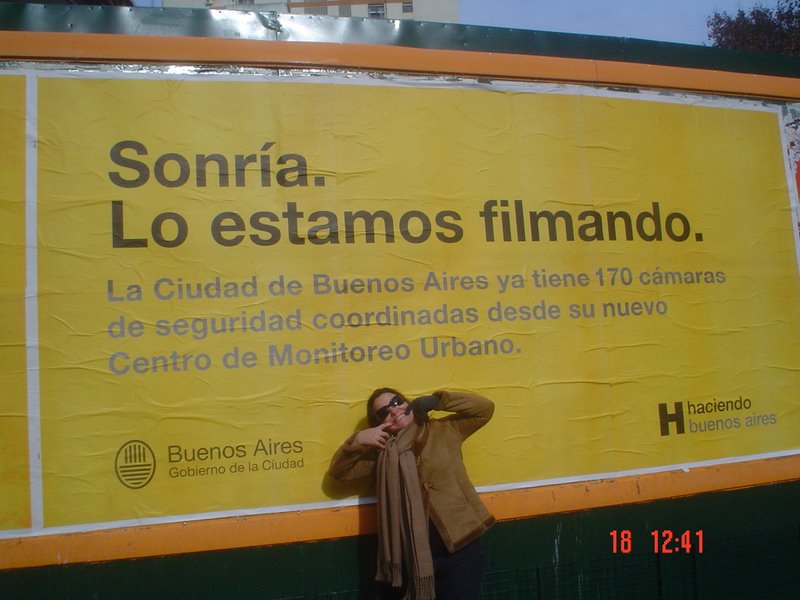 Sonría.
Lo estamos filmando.
La Ciudad de Buenos Aires ya tiene 170 cámaras
de seguridad coordinadas desde su nuevo
Centro de Monitoreo Urbano.
Buenos Aires
Gobierno de la Ciudad
H haciendo
buenos aires
18 12:41